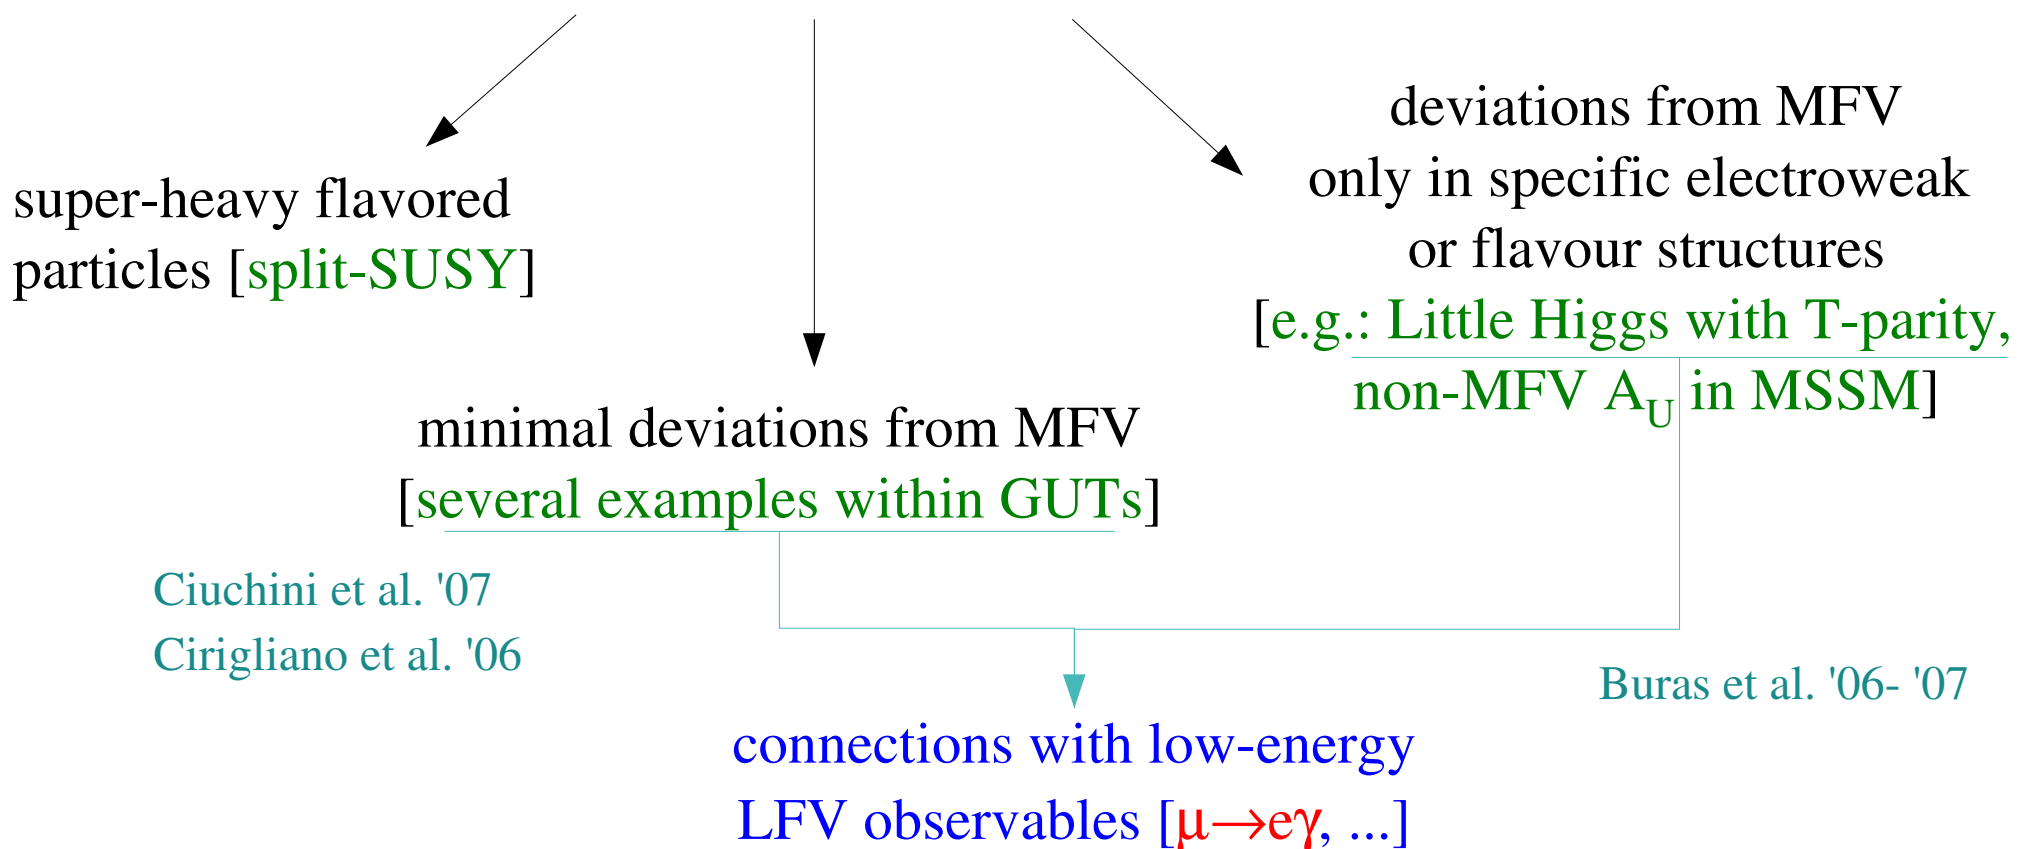 deviations from MFV
only in specific electroweak
or flavour structures
[e.g.: Little Higgs with T-parity,
non-MFV A_U in MSSM]
super-heavy flavored
particles [split-SUSY]
minimal deviations from MFV
[several examples within GUTs]
Ciuchini et al. '07
Cirigliano et al. '06
Buras et al. '06- '07
connections with low-energy
LFV observables [μ→eγ, ...]